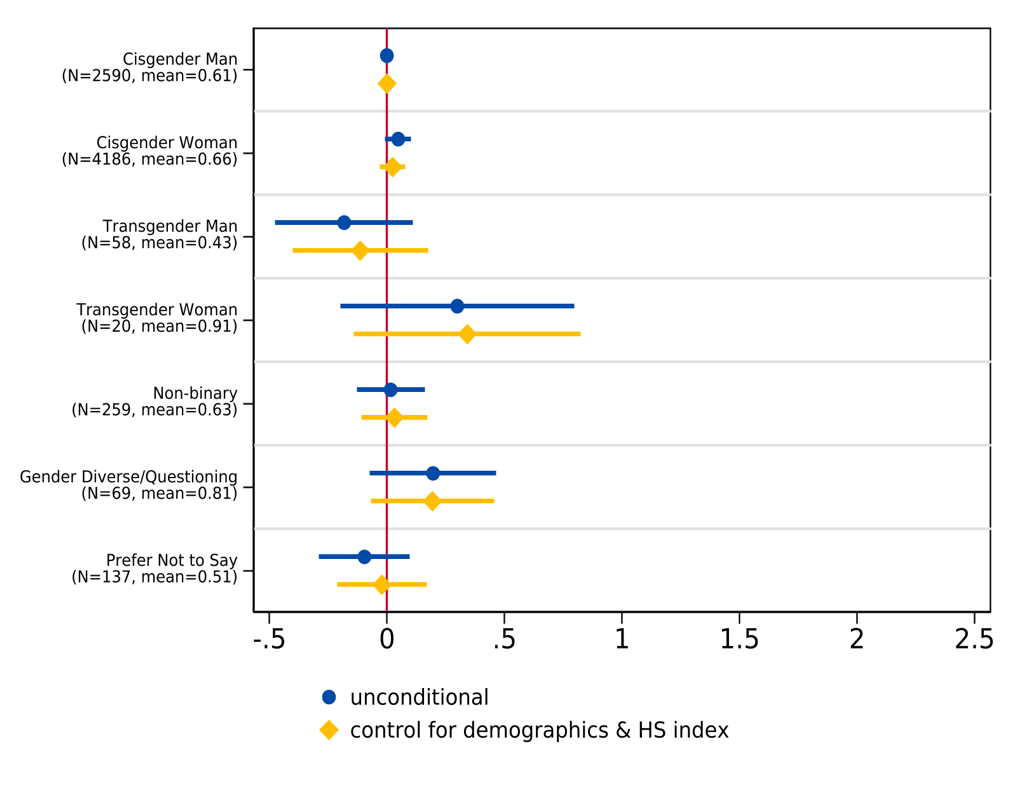 Cisgender Man
(N=2590, mean=0.61)
Cisgender Woman
(N=4186, mean=0.66)
Transgender Man
(N=58, mean=0.43)
Transgender Woman
(N=20, mean=0.91)
Non-binary
(N=259, mean=0.63)
Gender Diverse/Questioning
(N=69, mean=0.81)
Prefer Not to Say
(N=137, mean=0.51)
-.5 0 .5 1 1.5 2 2.5
unconditional
control for demographics & HS index